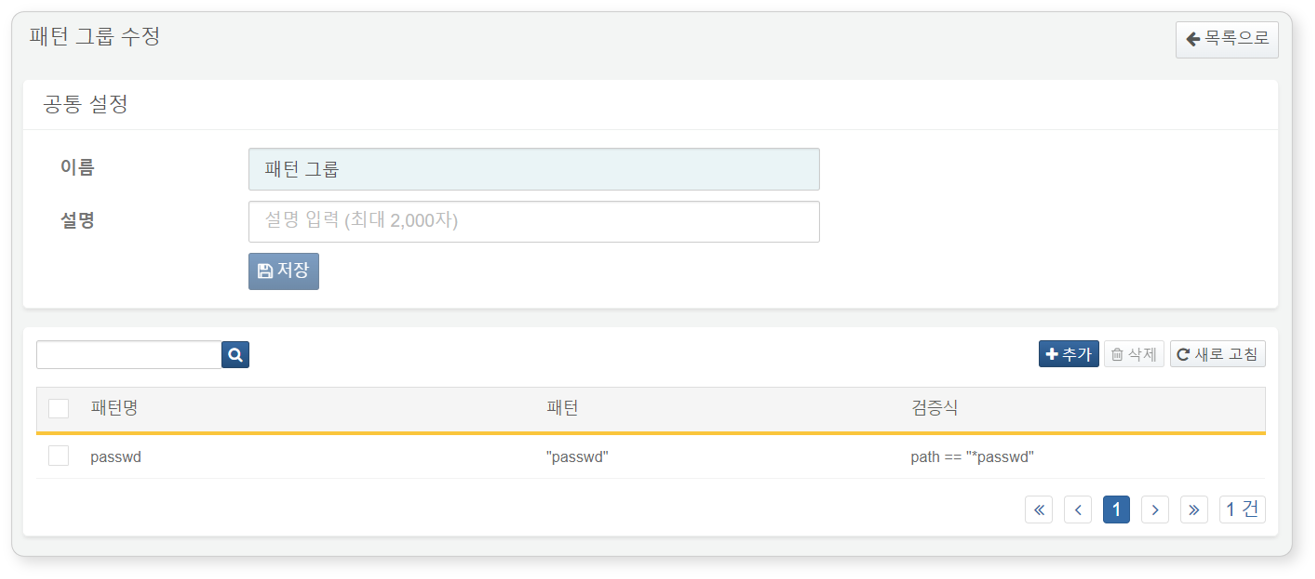 패턴 그룹 수정
목록으로
공통 설정
이름 패턴 그룹
설명 설명 입력 (최대 2,000자)
저장
추가 삭제 새로 고침
패턴명 패턴 검증식
passwd "passwd" path == "*passwd"
« ‹ 1 › » 1 건